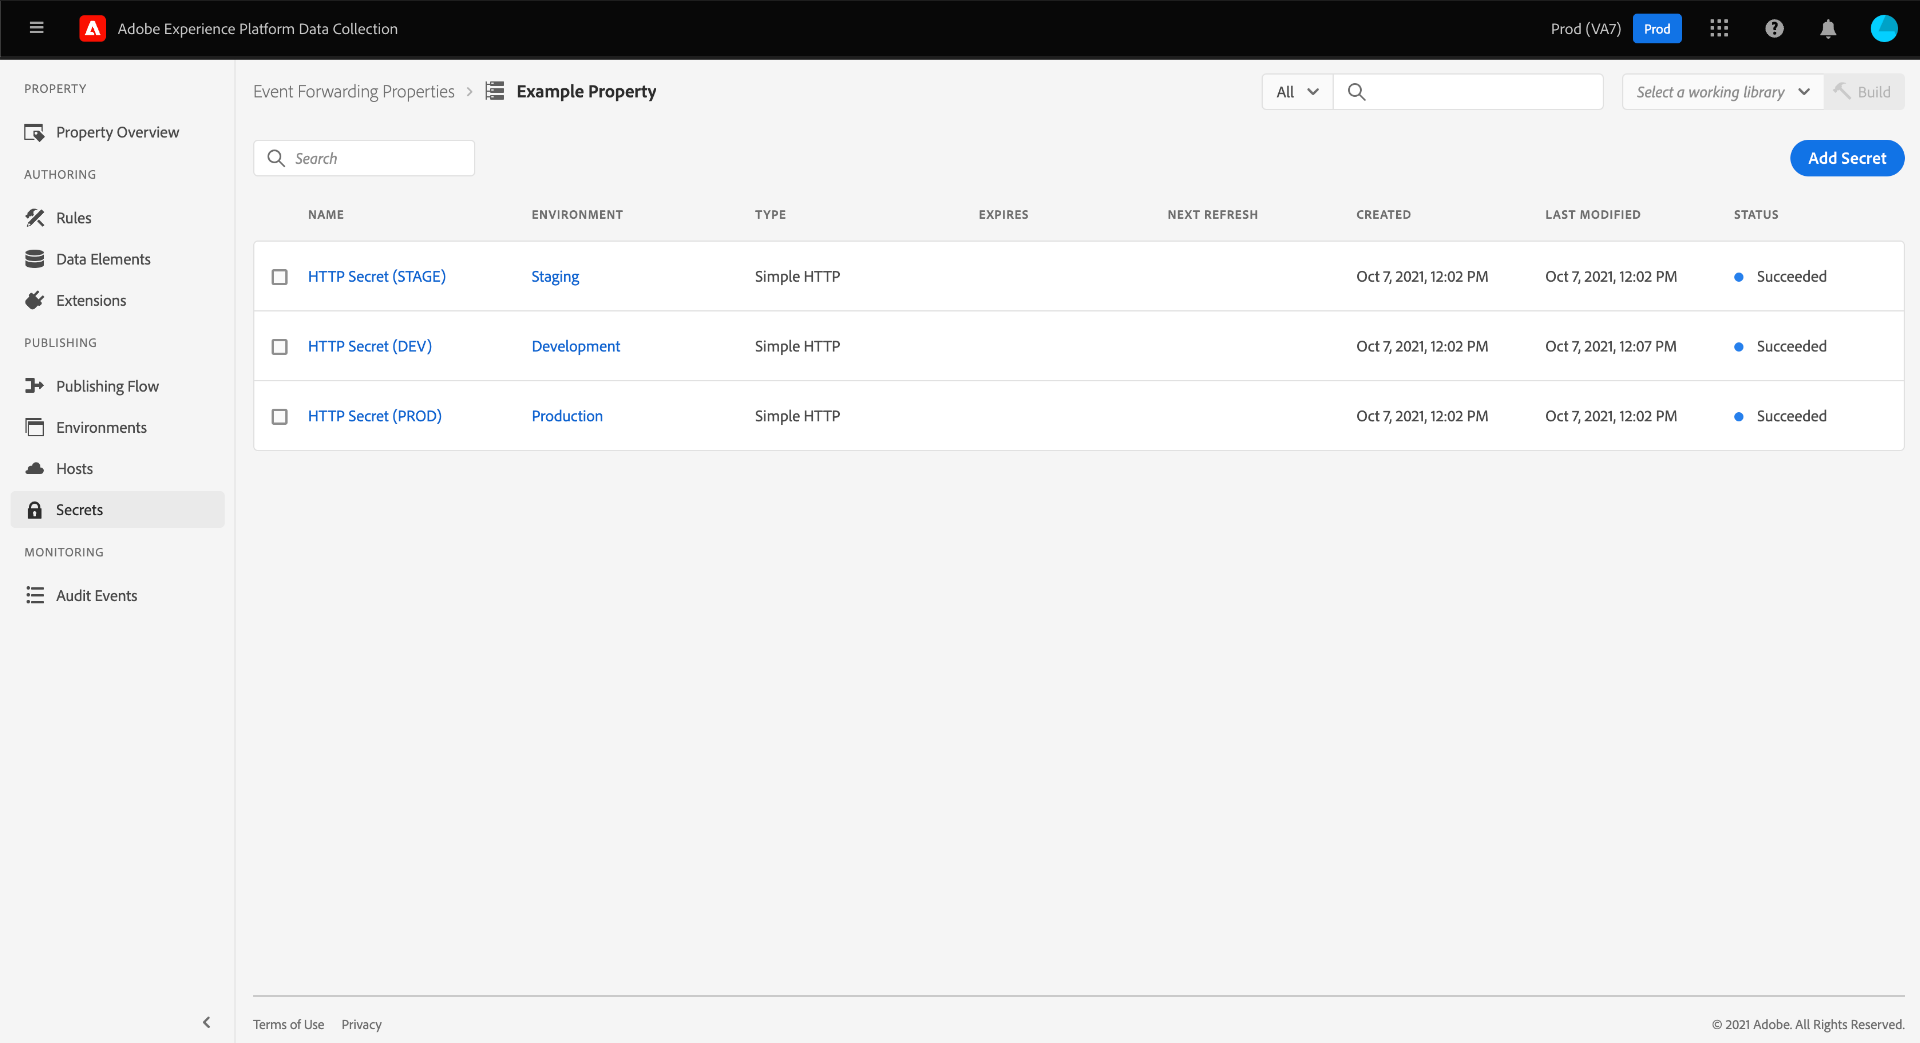 Adobe Experience Platform Data Collection
Prod (VA7) Prod
PROPERTY
Property Overview
AUTHORING
Rules
Data Elements
Extensions
PUBLISHING
Publishing Flow
Environments
Hosts
Secrets
MONITORING
Audit Events
Event Forwarding Properties > Example Property
All
Select a working library
Build
Search
Add Secret
NAME ENVIRONMENT TYPE EXPIRES NEXT REFRESH CREATED LAST MODIFIED STATUS
HTTP Secret (STAGE) Staging Simple HTTP Oct 7, 2021, 12:02 PM Oct 7, 2021, 12:02 PM Succeeded
HTTP Secret (DEV) Development Simple HTTP Oct 7, 2021, 12:02 PM Oct 7, 2021, 12:07 PM Succeeded
HTTP Secret (PROD) Production Simple HTTP Oct 7, 2021, 12:02 PM Oct 7, 2021, 12:02 PM Succeeded
Terms of Use Privacy
© 2021 Adobe. All Rights Reserved.